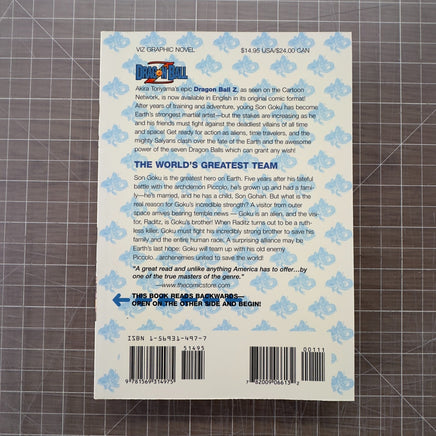 VIZ GRAPHIC NOVEL $14.95 USA/$24.00 CAN
DRAGON BALL Z
Akira Toriyama's epic Dragon Ball Z, as seen on the Cartoon
Network, is now available in English in its original comic format!
After years of training and adventure, young Son Goku has become
Earth's strongest martial artist—but the stakes are increasing as he
and his friends must fight against the deadliest villains of all time
and space! Get ready for action as aliens, time travelers, and the
mighty Saiyans clash over the fate of the Earth and the awesome
power of the seven Dragon Balls which can grant any wish!
THE WORLD'S GREATEST TEAM
Son Goku is the greatest hero on Earth. Five years after his fateful
battle with the archdemon Piccolo, he's grown up and had a fami-
ly—he's married, and he has a child, Son Gohan. But what is the
real reason for Goku's incredible strength? A visitor from outer
space arrives bearing terrible news — Goku is an alien, and the visi-
tor, Raditz, is Goku's brother! When Raditz turns out to be a ruth-
less killer, Goku must fight his incredibly strong brother to save his
family and the entire human race. A surprising alliance may be
Earth's last hope: Goku will team up with his old enemy
Piccolo...archenemies united to save the world!
"A great read and unlike anything America has to offer...by
one of the true masters of the genre."
—www.thecomicstore.com
THIS BOOK READS BACKWARDS—
OPEN ON THE OTHER SIDE AND BEGIN!
ISBN 1-56931-497-7
51495
00111
9 781569 314975
7 82009 06613 2